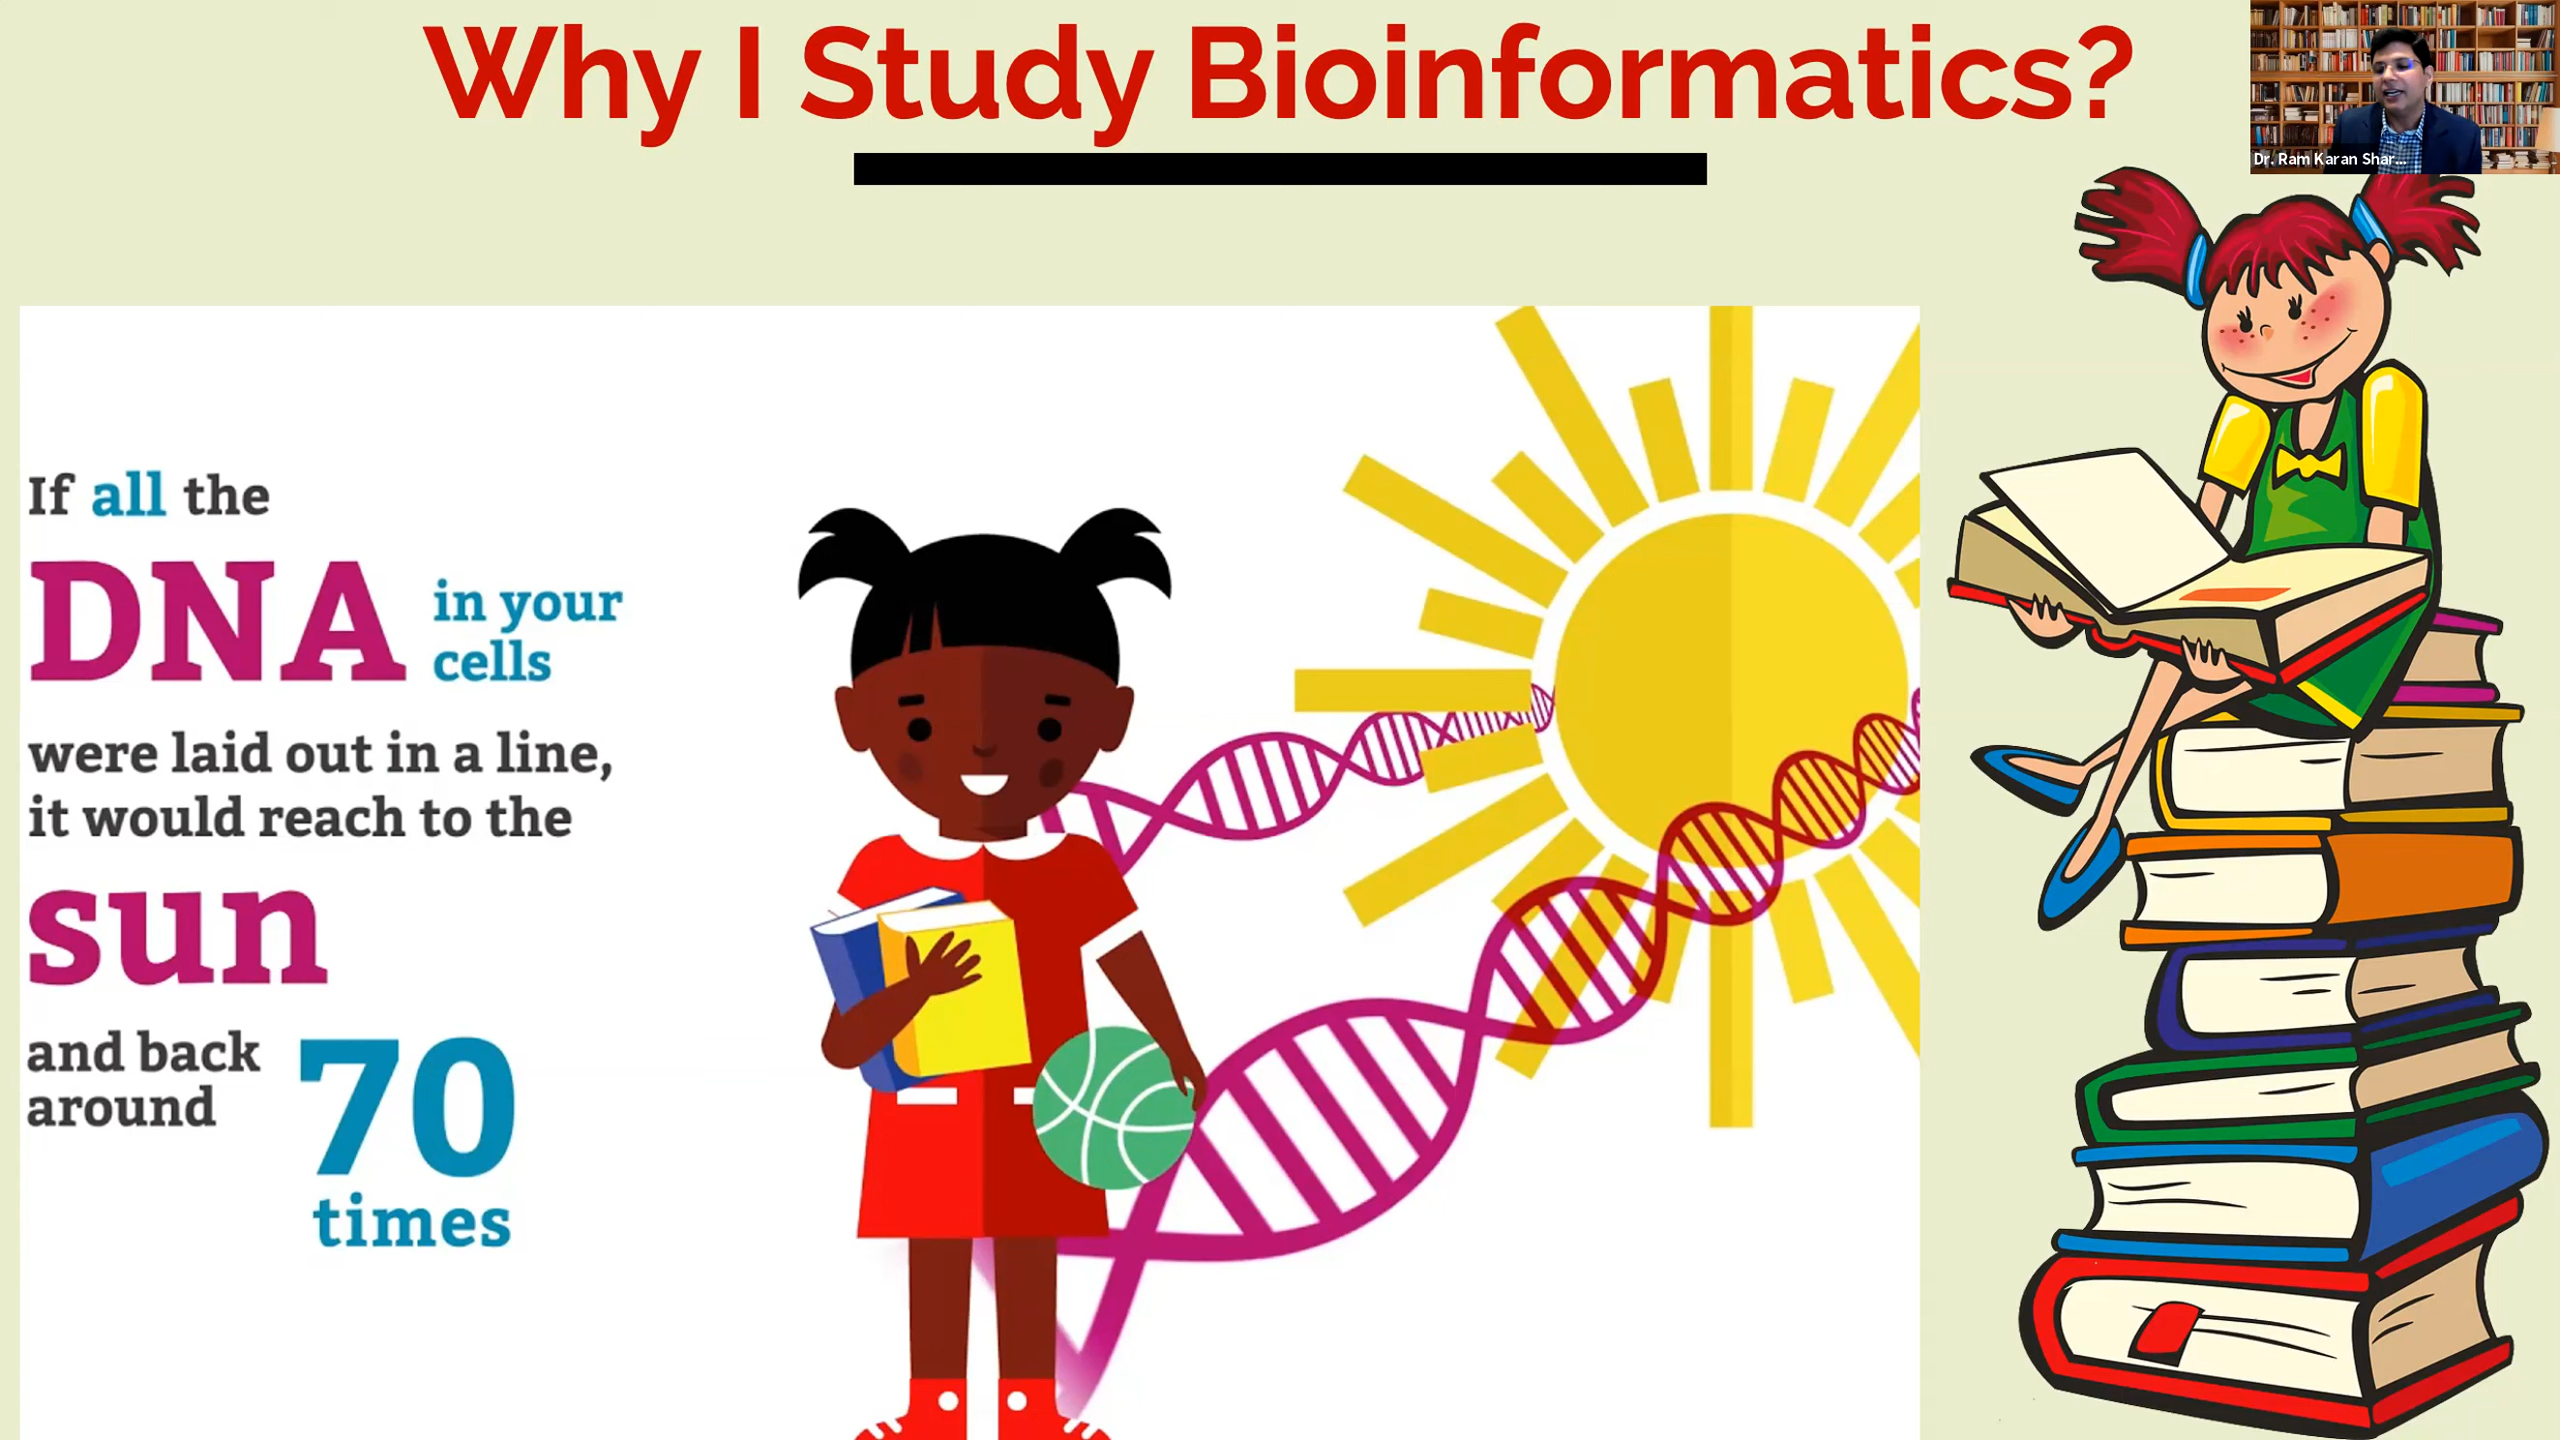 Why I Study Bioinformatics?
Dr. Ram Karan Shar...
If all the
DNA in your
cells
were laid out in a line,
it would reach to the
sun
and back
around 70
times